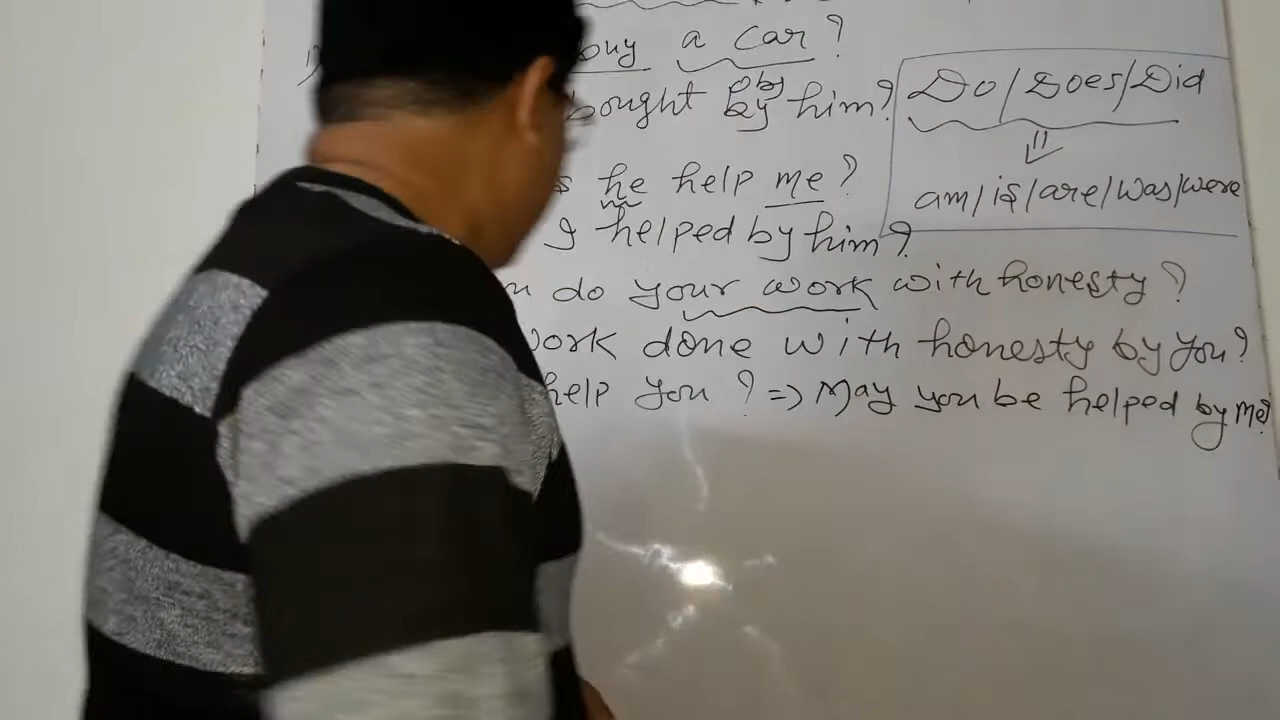 buy a car?
obj
bought by him?
Do/Does/Did
am/is/are/was/were
he help me?
I helped by him?
do your work with honesty?
work done with honesty by you?
help you? => May you be helped by me?